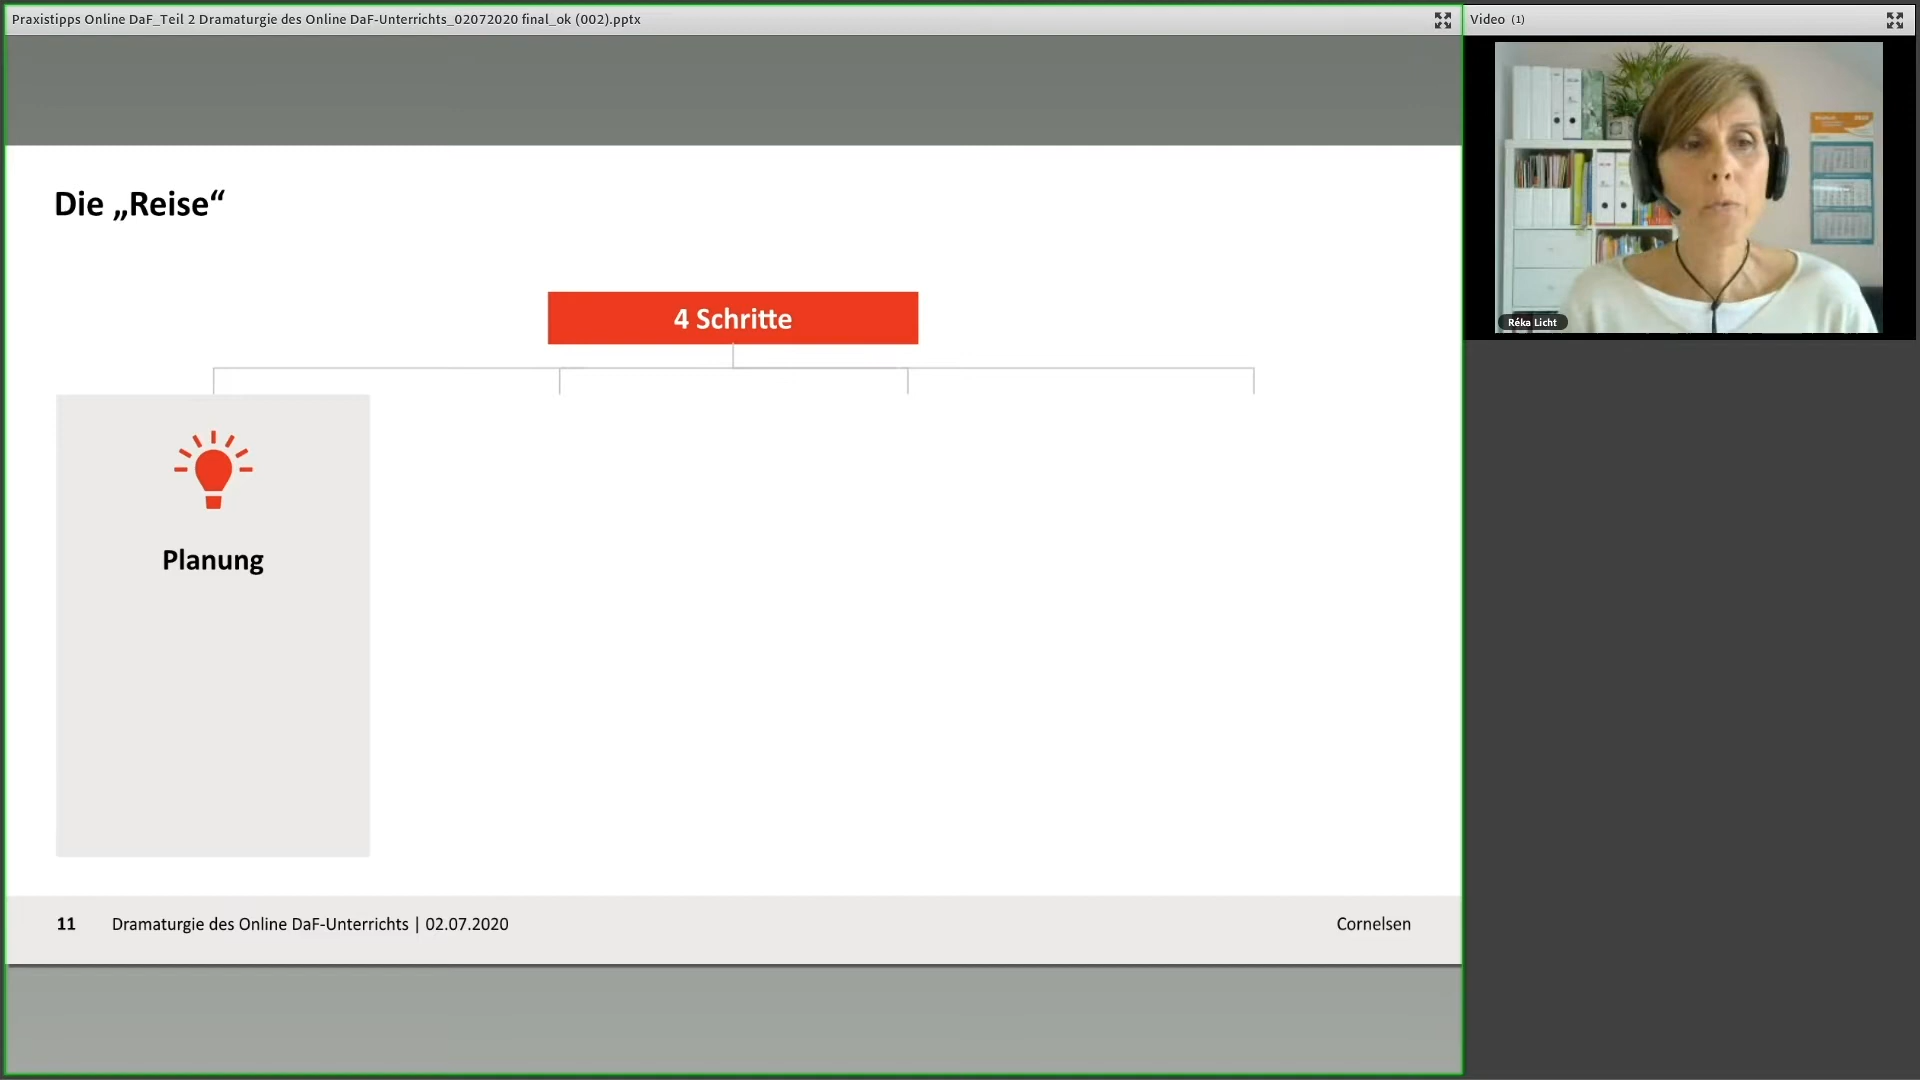 Praxistipps Online DaF_Teil 2 Dramaturgie des Online DaF-Unterrichts_02072020 final_ok (002).pptx
Video (1)
Réka Licht
Die „Reise“
4 Schritte
Planung
11 Dramaturgie des Online DaF-Unterrichts | 02.07.2020 Cornelsen